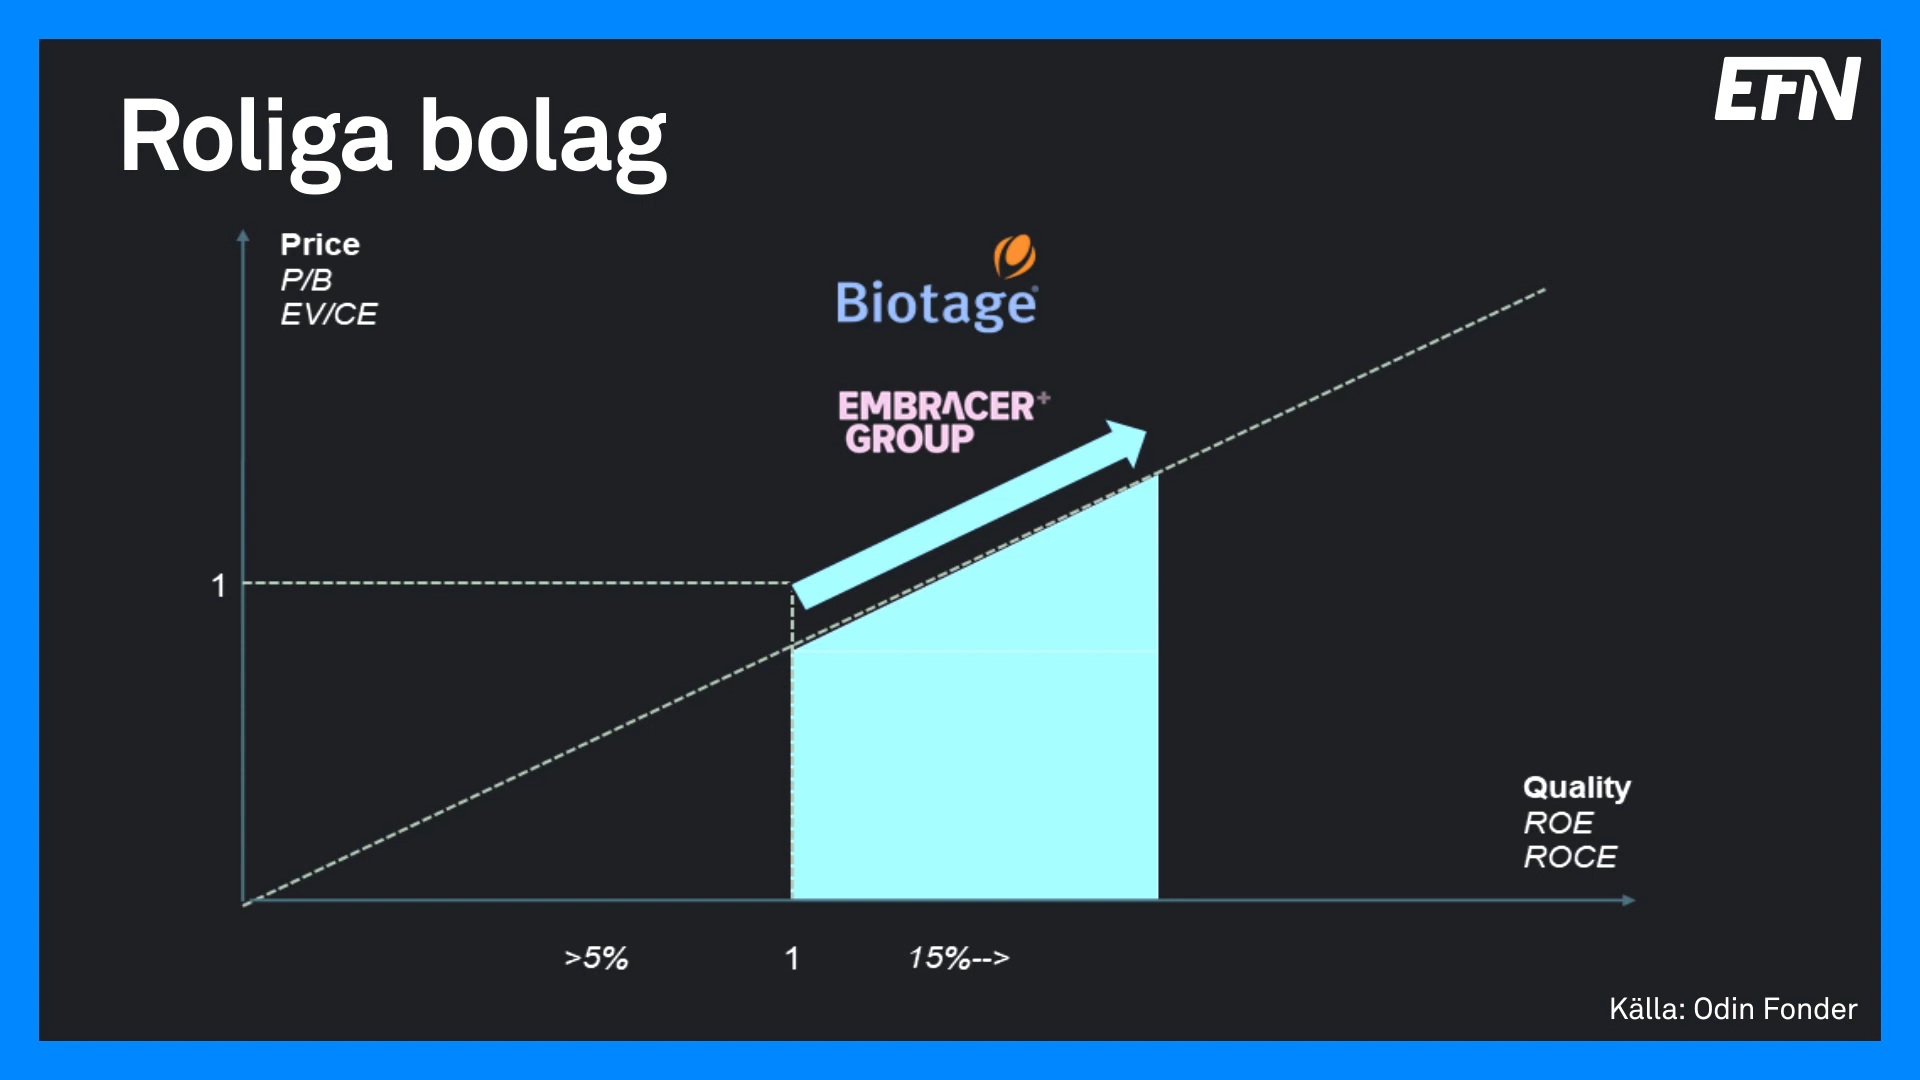 EFN
Roliga bolag
Price
P/B
EV/CE
Biotage
EMBRACER+
GROUP
1
Quality
ROE
ROCE
>5%
1
15%-->
Källa: Odin Fonder